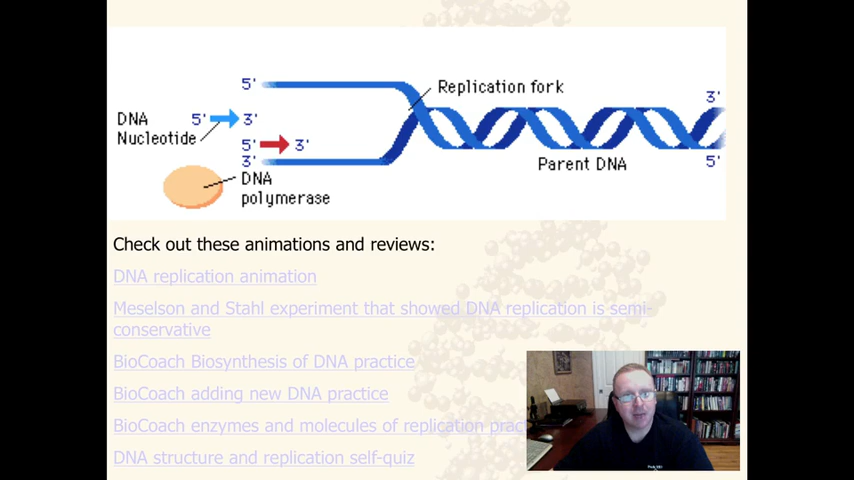 5'
Replication fork
3'
DNA
Nucleotide
5'
3'
5'
3'
3'
Parent DNA
5'
DNA
polymerase
Check out these animations and reviews:
DNA replication animation
Meselson and Stahl experiment that showed DNA replication is semi-
conservative
BioCoach Biosynthesis of DNA practice
BioCoach adding new DNA practice
BioCoach enzymes and molecules of replication
DNA structure and replication self-quiz